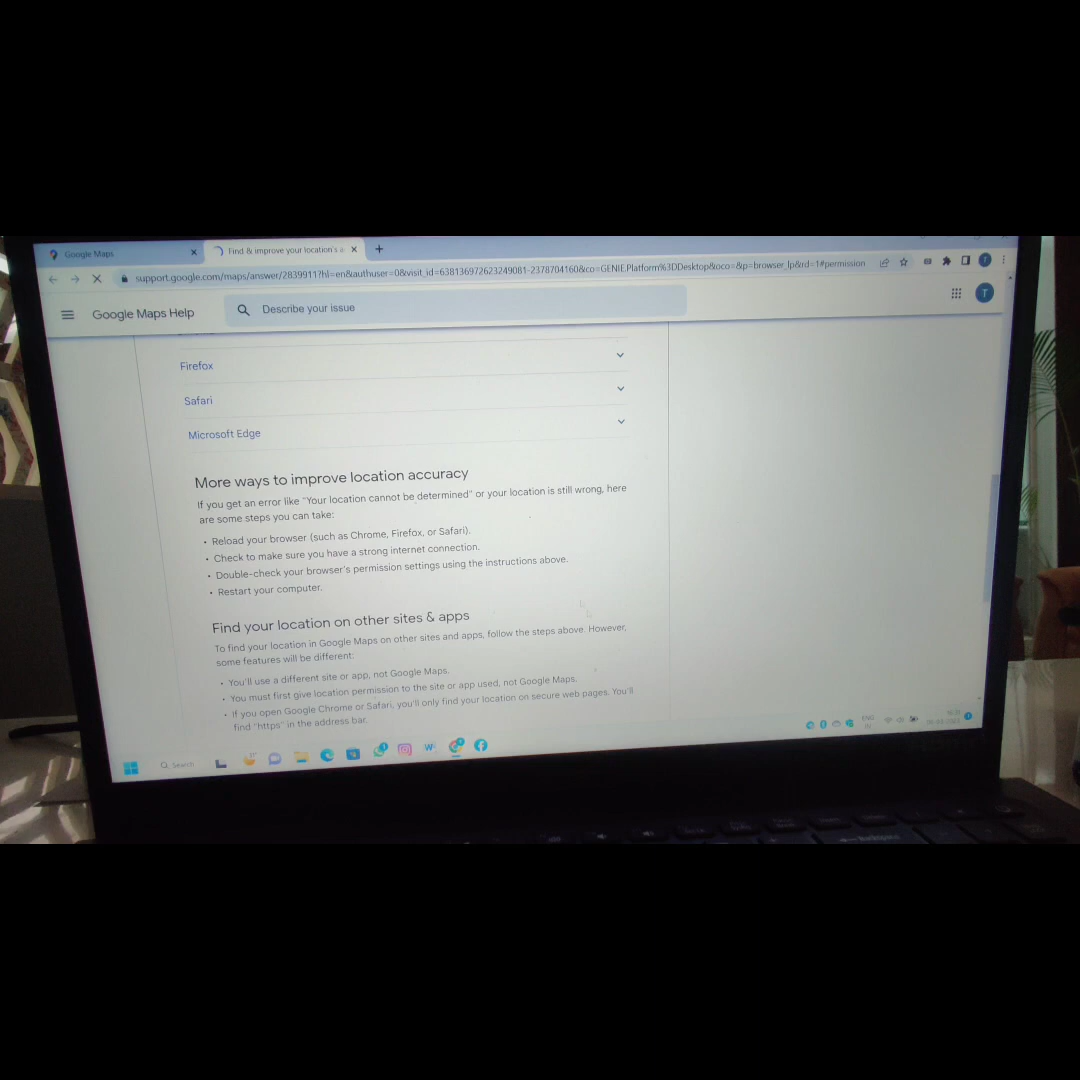 Google Maps
Find & improve your location's a
support.google.com/maps/answer/2839911?hl=en&authuser=0&visit_id=638136972623249081-2378704160&co=GENIE.Platform%3DDesktop&oco=&p=browser_lp&rd=1#permission
Google Maps Help
Describe your issue
T
Firefox
Safari
Microsoft Edge
More ways to improve location accuracy
If you get an error like "Your location cannot be determined" or your location is still wrong, here
are some steps you can take:
• Reload your browser (such as Chrome, Firefox, or Safari).
• Check to make sure you have a strong internet connection.
• Double-check your browser's permission settings using the instructions above.
• Restart your computer.
Find your location on other sites & apps
To find your location in Google Maps on other sites and apps, follow the steps above. However,
some features will be different:
• You'll use a different site or app, not Google Maps.
• You must first give location permission to the site or app used, not Google Maps.
• If you open Google Chrome or Safari, you'll only find your location on secure web pages. You'll
find "https" in the address bar.
Search
ENG
IN
Backspace